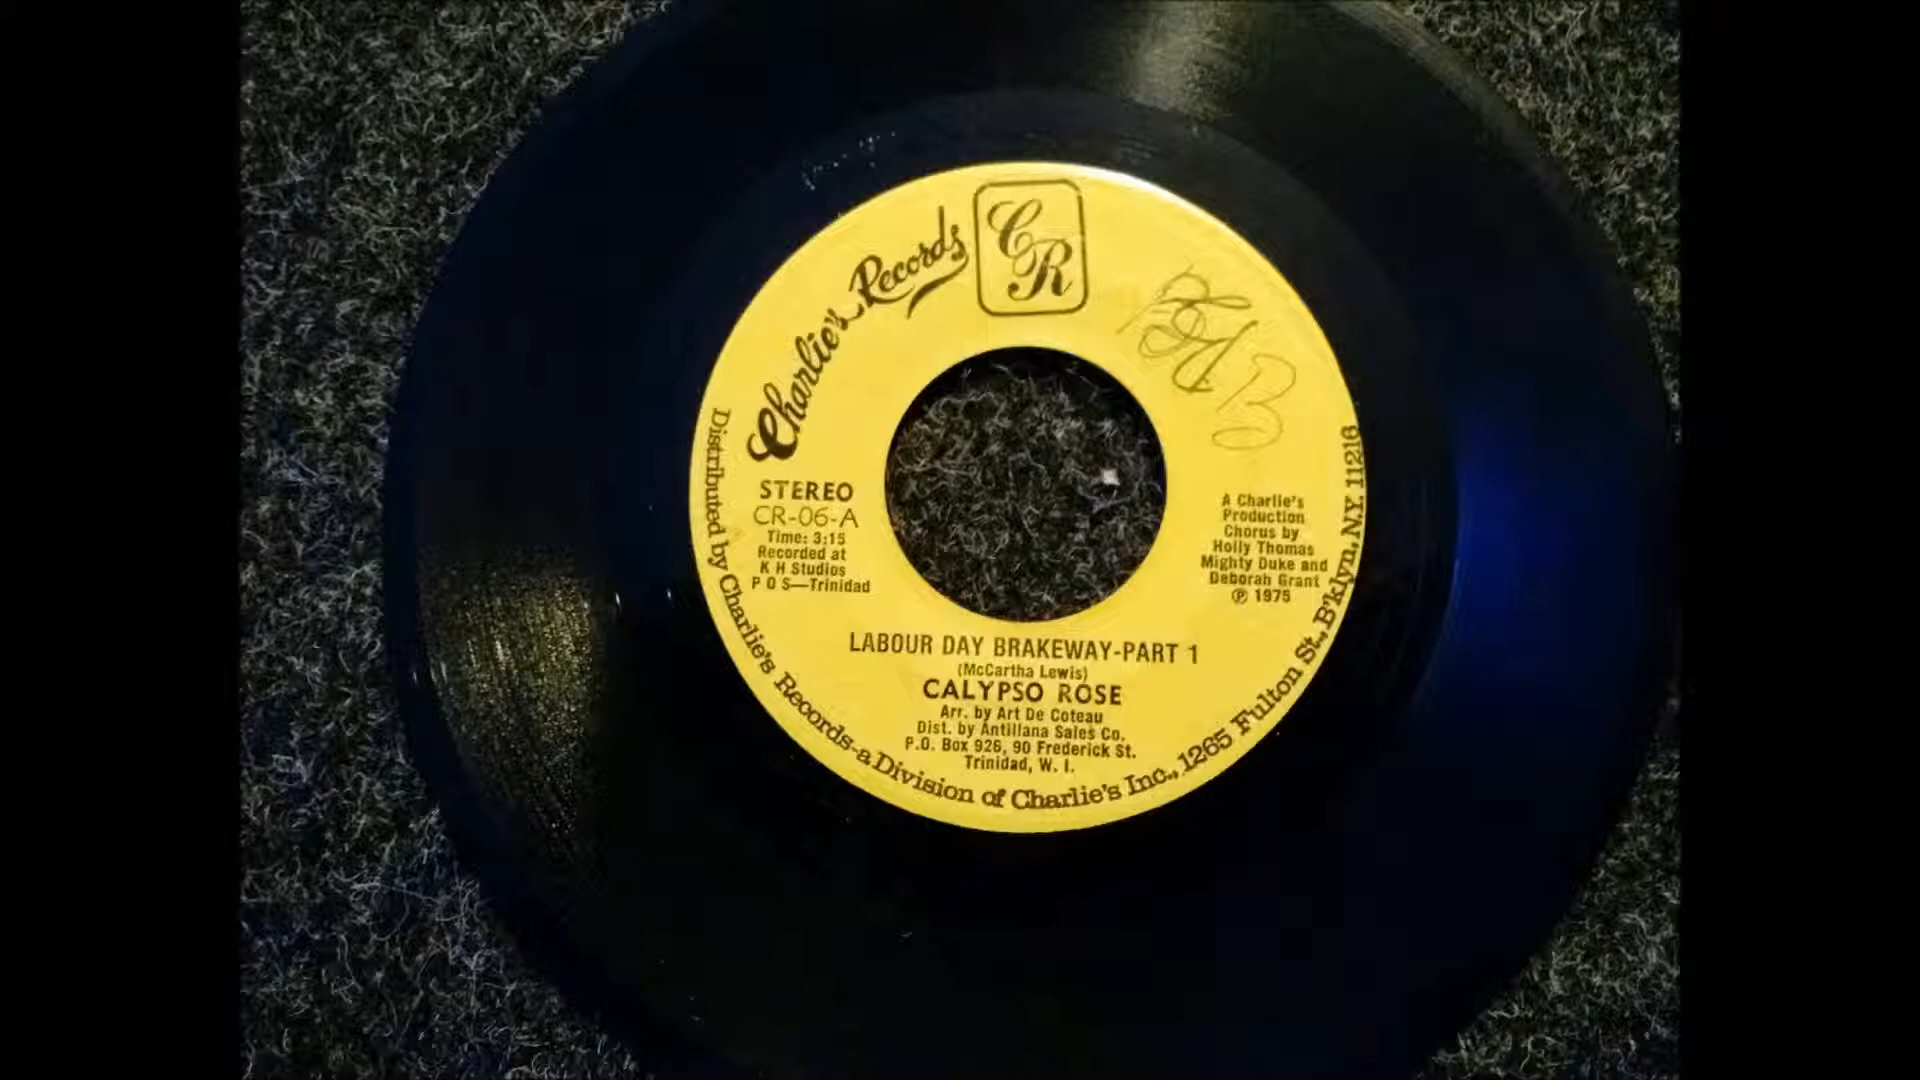 Charlie's Records
CR
STEREO
CR-06-A
Time: 3:15
Recorded at
K H Studios
P O S—Trinidad
A Charlie's
Production
Chorus by
Holly Thomas
Mighty Duke and
Deborah Grant
℗ 1975
LABOUR DAY BRAKEWAY-PART 1
(McCartha Lewis)
CALYPSO ROSE
Arr. by Art De Coteau
Dist. by Antillana Sales Co.
P.O. Box 926, 90 Frederick St.
Trinidad, W. I.
Distributed by Charlie's Records-a Division of Charlie's Inc., 1265 Fulton St., B'klyn, N.Y. 11216